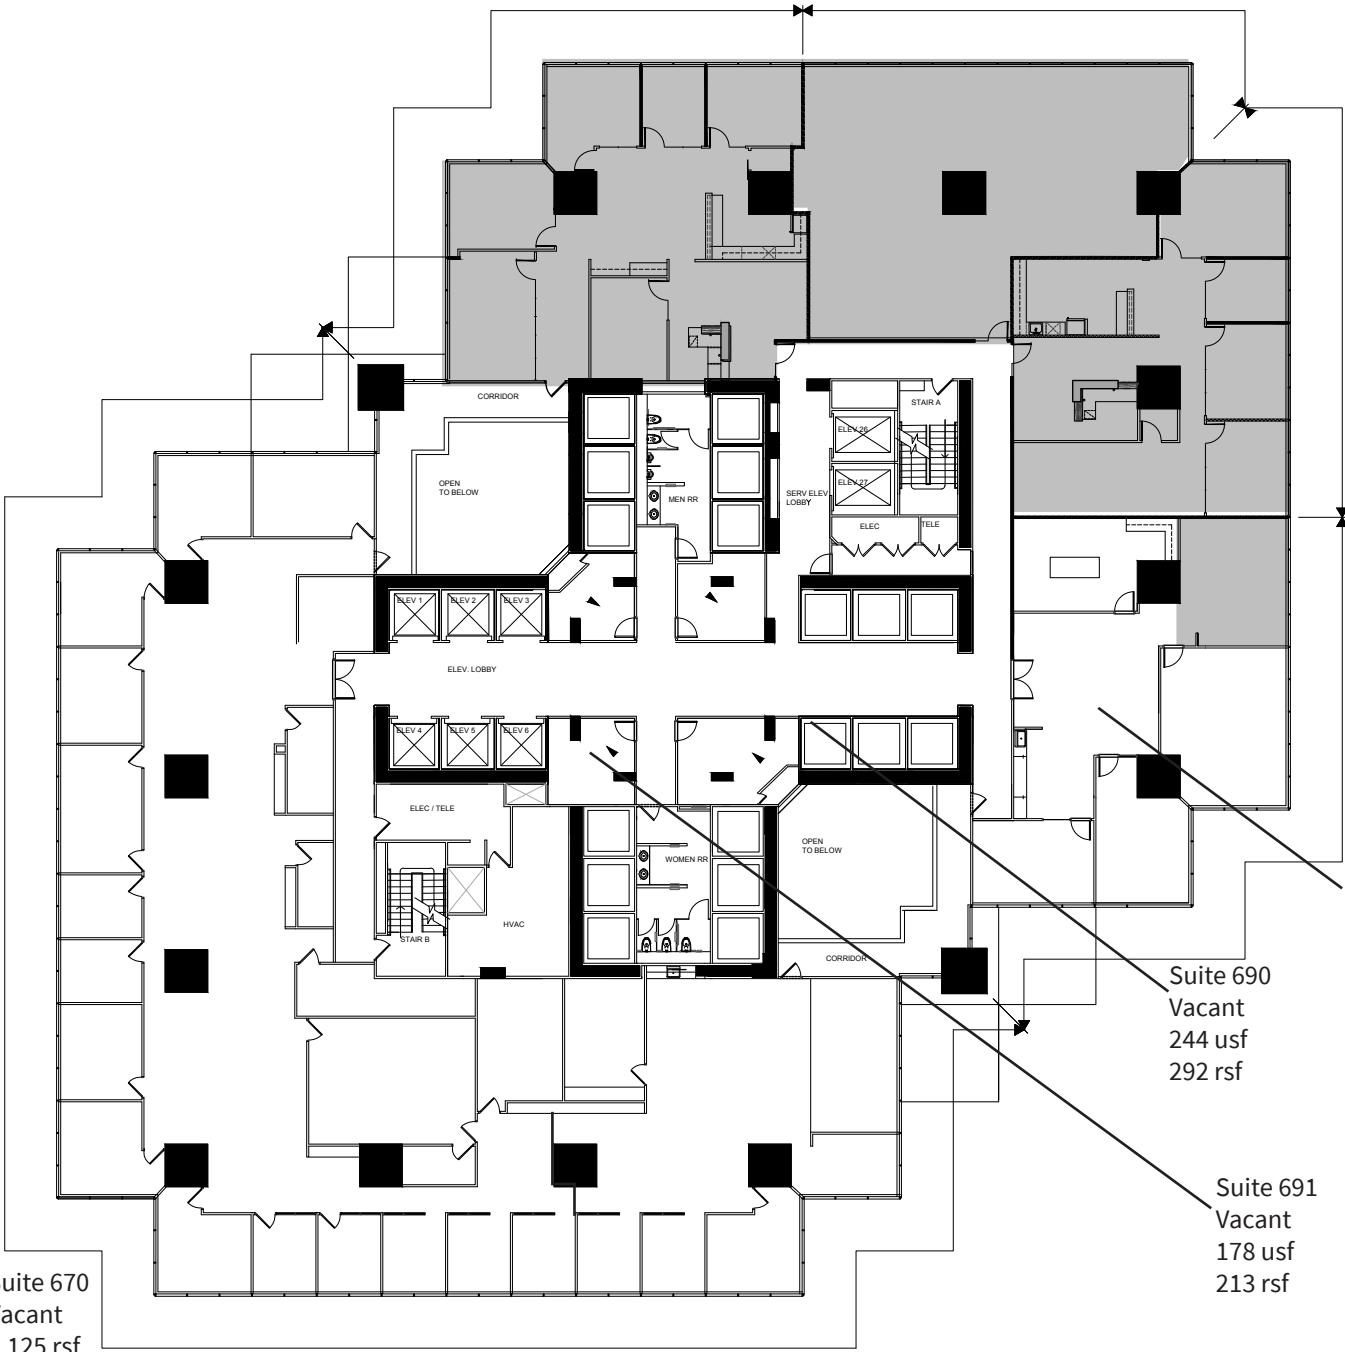 CORRIDOR
STAIR A
ELEV 26
ELEV 27
OPEN
TO BELOW
MEN RR
SERV ELEV
LOBBY
ELEC
TELE
ELEV 1
ELEV 2
ELEV 3
ELEV. LOBBY
ELEV 4
ELEV 5
ELEV 6
ELEC / TELE
WOMEN RR
OPEN
TO BELOW
HVAC
STAIR B
CORRIDOR
Suite 690
Vacant
244 usf
292 rsf
Suite 691
Vacant
178 usf
213 rsf
uite 670
acant
125 rsf